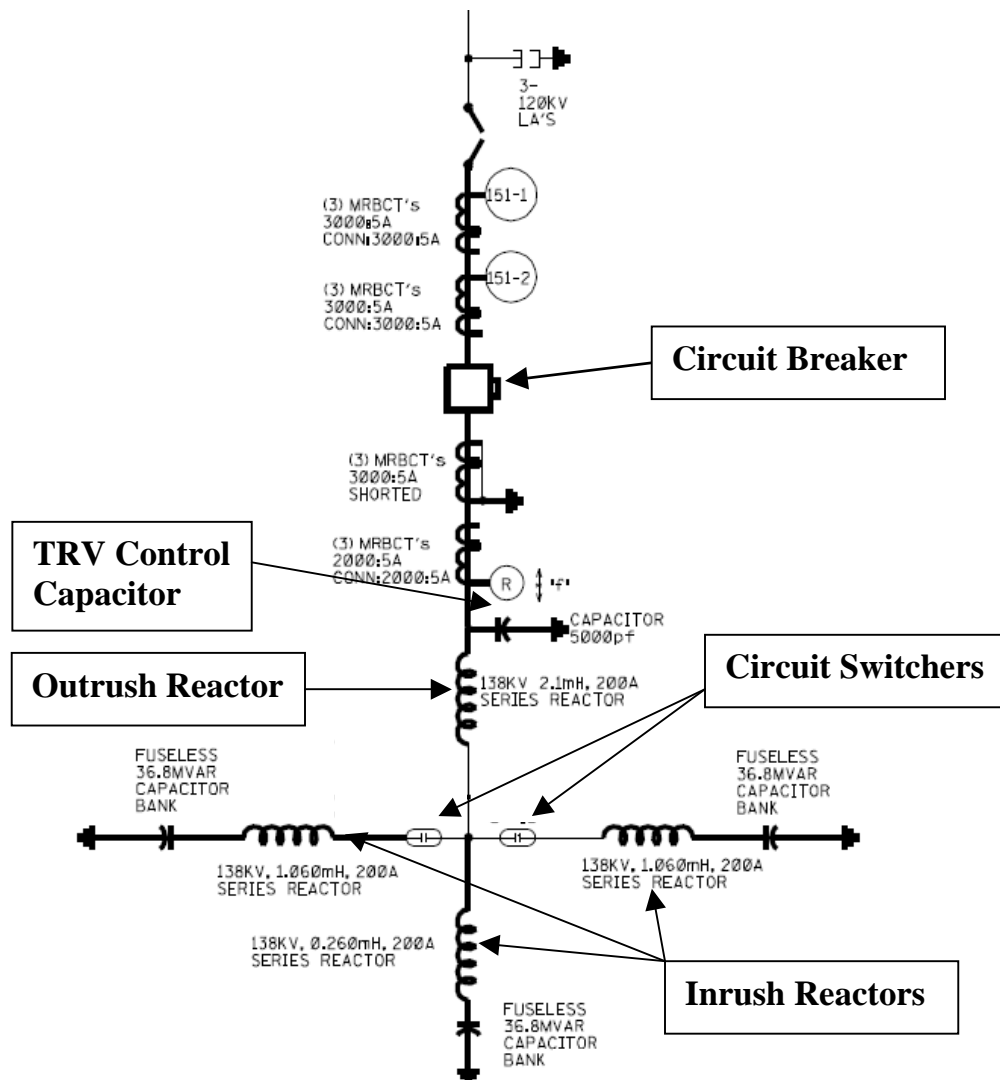 3-
120KV
LA'S
151-1
(3) MRBCT's
3000:5A
CONN:3000:5A
151-2
(3) MRBCT's
3000:5A
CONN:3000:5A
Circuit Breaker
(3) MRBCT's
3000:5A
SHORTED
TRV Control
Capacitor
(3) MRBCT's
2000:5A
CONN:2000:5A
R
'f'
CAPACITOR
5000pf
Outrush Reactor
138KV 2.1mH, 200A
SERIES REACTOR
Circuit Switchers
FUSELESS
36.8MVAR
CAPACITOR
BANK
FUSELESS
36.8MVAR
CAPACITOR
BANK
138KV, 1.060mH, 200A
SERIES REACTOR
138KV, 1.060mH, 200A
SERIES REACTOR
138KV, 0.260mH, 200A
SERIES REACTOR
Inrush Reactors
FUSELESS
36.8MVAR
CAPACITOR
BANK